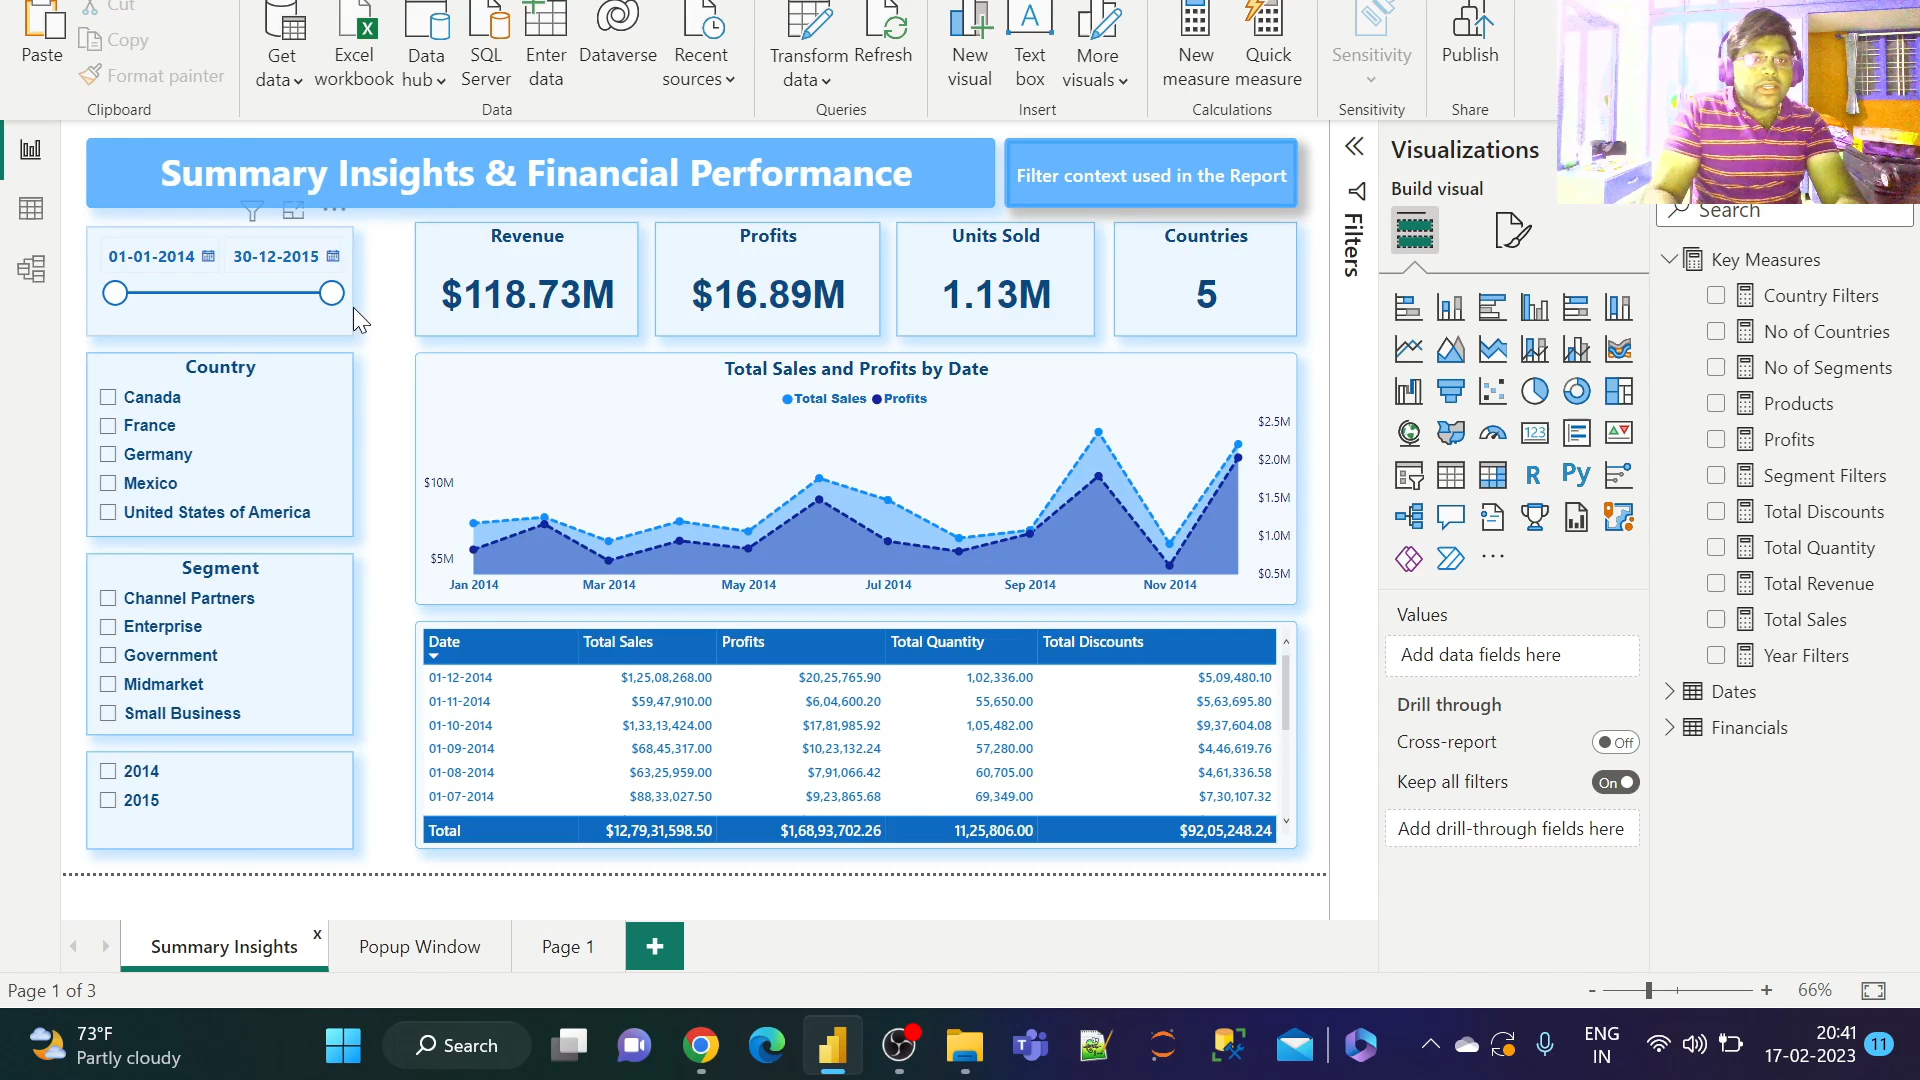 Cut
Copy
Format painter
Paste
Clipboard
Get data
Excel workbook
Data hub
SQL Server
Enter data
Dataverse
Recent sources
Data
Transform data
Refresh
Queries
New visual
Text box
More visuals
Insert
New measure
Quick measure
Calculations
Sensitivity
Sensitivity
Publish
Share
Summary Insights & Financial Performance
Filter context used in the Report
01-01-2014
30-12-2015
Revenue
$118.73M
Profits
$16.89M
Units Sold
1.13M
Countries
5
Country
Canada
France
Germany
Mexico
United States of America
Segment
Channel Partners
Enterprise
Government
Midmarket
Small Business
2014
2015
Total Sales and Profits by Date
Total Sales Profits
$10M
$5M
$2.5M
$2.0M
$1.5M
$1.0M
$0.5M
Jan 2014 Mar 2014 May 2014 Jul 2014 Sep 2014 Nov 2014
Date Total Sales Profits Total Quantity Total Discounts
01-12-2014 $1,25,08,268.00 $20,25,765.90 1,02,336.00 $5,09,480.10
01-11-2014 $59,47,910.00 $6,04,600.20 55,650.00 $5,63,695.80
01-10-2014 $1,33,13,424.00 $17,81,985.92 1,05,482.00 $9,37,604.08
01-09-2014 $68,45,317.00 $10,23,132.24 57,280.00 $4,46,619.76
01-08-2014 $63,25,959.00 $7,91,066.42 60,705.00 $4,61,336.58
01-07-2014 $88,33,027.50 $9,23,865.68 69,349.00 $7,30,107.32
Total $12,79,31,598.50 $1,68,93,702.26 11,25,806.00 $92,05,248.24
Filters
Visualizations
Build visual
123
R
Py
Values
Add data fields here
Drill through
Cross-report
Off
Keep all filters
On
Add drill-through fields here
Search
Key Measures
Country Filters
No of Countries
No of Segments
Products
Profits
Segment Filters
Total Discounts
Total Quantity
Total Revenue
Total Sales
Year Filters
Dates
Financials
Summary Insights
x
Popup Window
Page 1
+
Page 1 of 3
- + 66%
73°F
Partly cloudy
Search
ENG
IN
20:41
17-02-2023
11